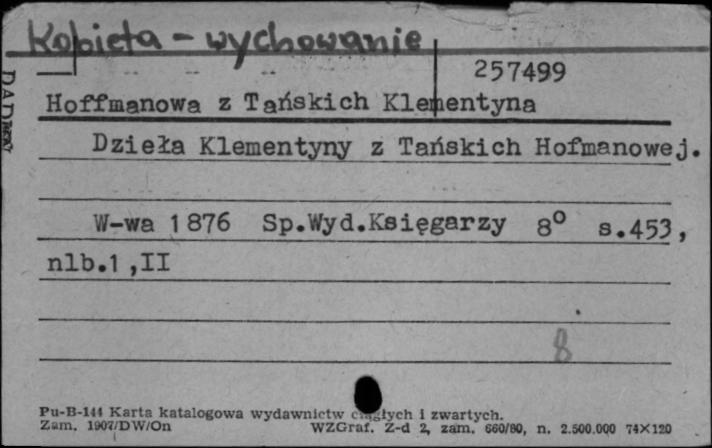 Kobieta - wychowanie
257499
Hoffmanowa z Tańskich Klementyna
Dzieła Klementyny z Tańskich Hofmanowej.
W-wa 1876 Sp.Wyd.Księgarzy 8° s.453,
nlb.1,II
8
Pu-B-144 Karta katalogowa wydawnictw ciągłych i zwartych.
Zam. 1907/DW/On WZGraf. Z-d 2, zam. 660/80, n. 2.500.000 74×120